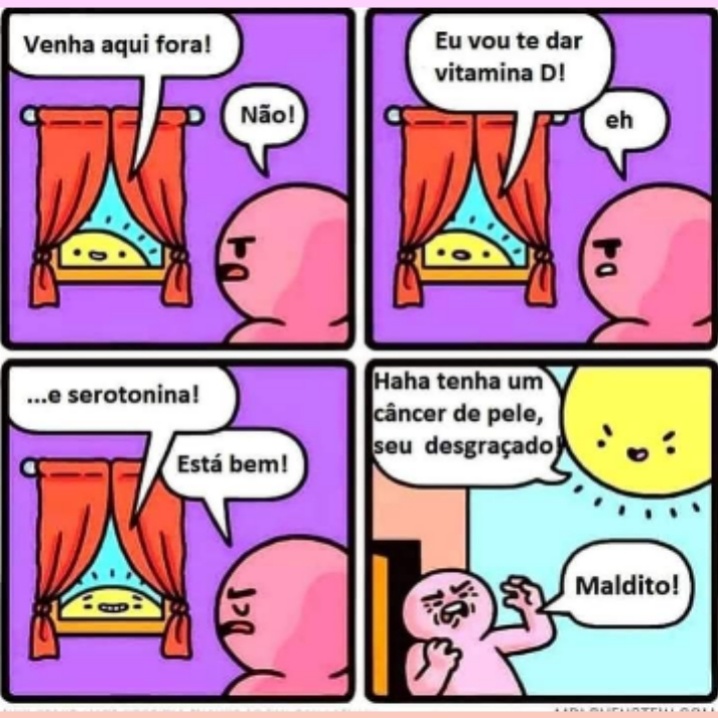 Venha aqui fora!
Não!
Eu vou te dar
vitamina D!
eh
...e serotonina!
Está bem!
Haha tenha um
câncer de pele,
seu desgraçado!
Maldito!